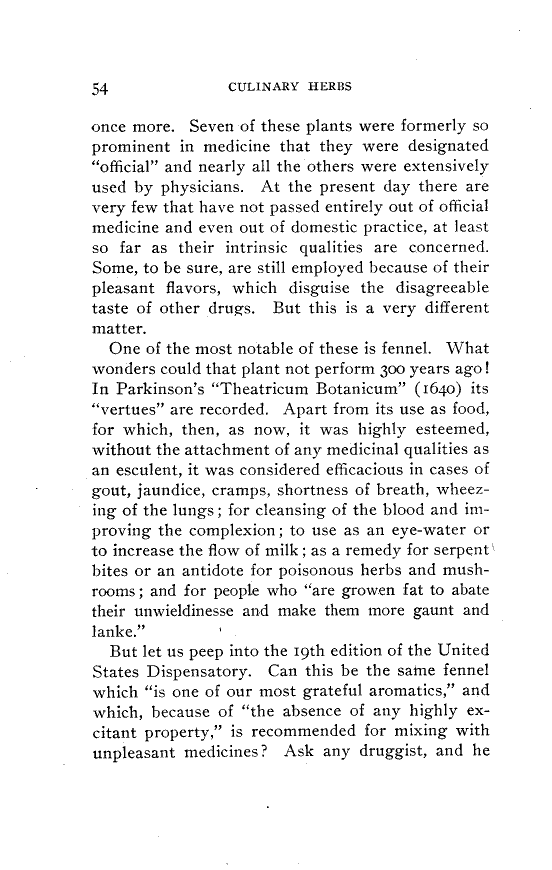 54 CULINARY HERBS
once more. Seven of these plants were formerly so
prominent in medicine that they were designated
“official” and nearly all the others were extensively
used by physicians. At the present day there are
very few that have not passed entirely out of official
medicine and even out of domestic practice, at least
so far as their intrinsic qualities are concerned.
Some, to be sure, are still employed because of their
pleasant flavors, which disguise the disagreeable
taste of other drugs. But this is a very different
matter.
One of the most notable of these is fennel. What
wonders could that plant not perform 300 years ago!
In Parkinson’s “Theatricum Botanicum” (1640) its
“vertues” are recorded. Apart from its use as food,
for which, then, as now, it was highly esteemed,
without the attachment of any medicinal qualities as
an esculent, it was considered efficacious in cases of
gout, jaundice, cramps, shortness of breath, wheez-
ing of the lungs; for cleansing of the blood and im-
proving the complexion; to use as an eye-water or
to increase the flow of milk; as a remedy for serpent
bites or an antidote for poisonous herbs and mush-
rooms; and for people who “are growen fat to abate
their unwieldinesse and make them more gaunt and
lanke.”
But let us peep into the 19th edition of the United
States Dispensatory. Can this be the same fennel
which “is one of our most grateful aromatics,” and
which, because of “the absence of any highly ex-
citant property,” is recommended for mixing with
unpleasant medicines? Ask any druggist, and he